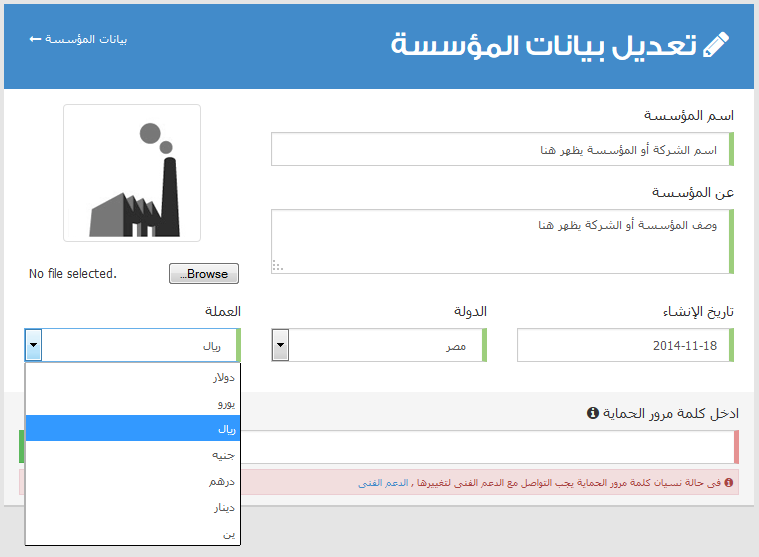 تعديل بيانات المؤسسة
بيانات المؤسسة
اسم المؤسسة
اسم الشركة أو المؤسسة يظهر هنا
عن المؤسسة
وصف المؤسسة أو الشركة يظهر هنا
Browse...
No file selected.
تاريخ الإنشاء
2014-11-18
الدولة
مصر
العملة
ريال
دولار
يورو
ريال
جنيه
درهم
دينار
ين
ادخل كلمة مرور الحماية
فى حالة نسيان كلمة مرور الحماية يجب التواصل مع الدعم الفنى لتغييرها , الدعم الفنى